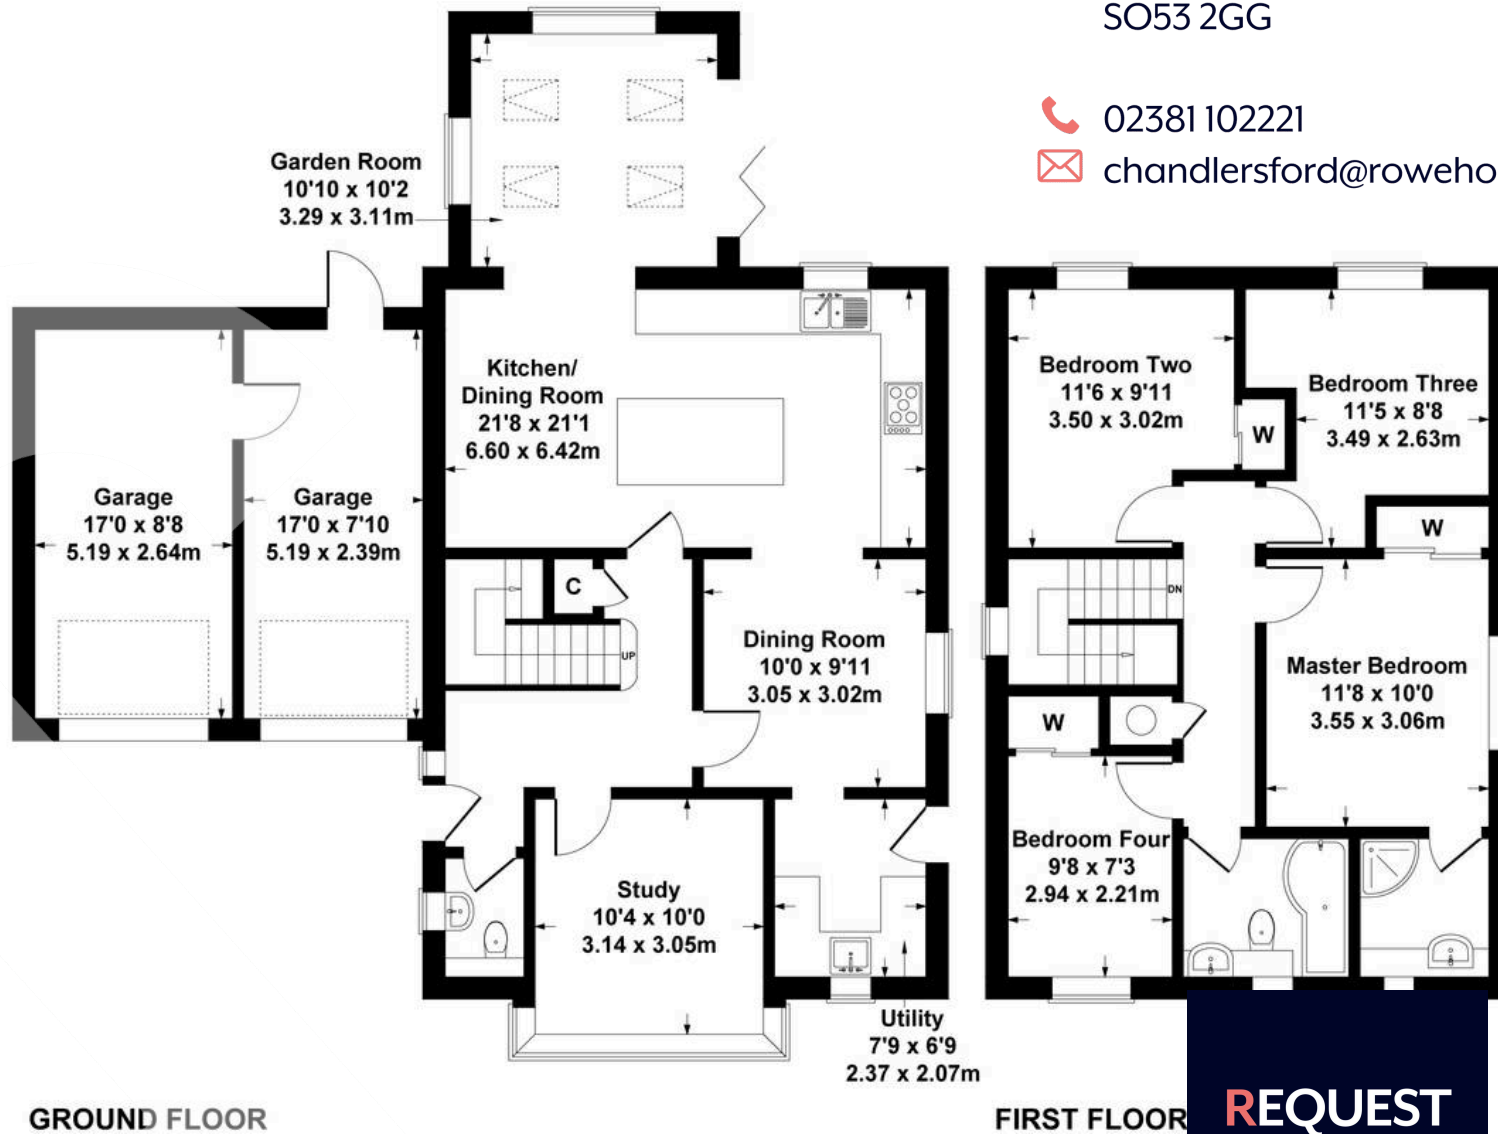 SO53 2GG
02381 102221
chandlersford@roweho
Garden Room
10'10 x 10'2
3.29 x 3.11m
Kitchen/
Dining Room
21'8 x 21'1
6.60 x 6.42m
Garage
17'0 x 8'8
5.19 x 2.64m
Garage
17'0 x 7'10
5.19 x 2.39m
C
UP
Dining Room
10'0 x 9'11
3.05 x 3.02m
Study
10'4 x 10'0
3.14 x 3.05m
Utility
7'9 x 6'9
2.37 x 2.07m
GROUND FLOOR
Bedroom Two
11'6 x 9'11
3.50 x 3.02m
W
Bedroom Three
11'5 x 8'8
3.49 x 2.63m
W
DN
Master Bedroom
11'8 x 10'0
3.55 x 3.06m
W
Bedroom Four
9'8 x 7'3
2.94 x 2.21m
FIRST FLOOR
REQUEST